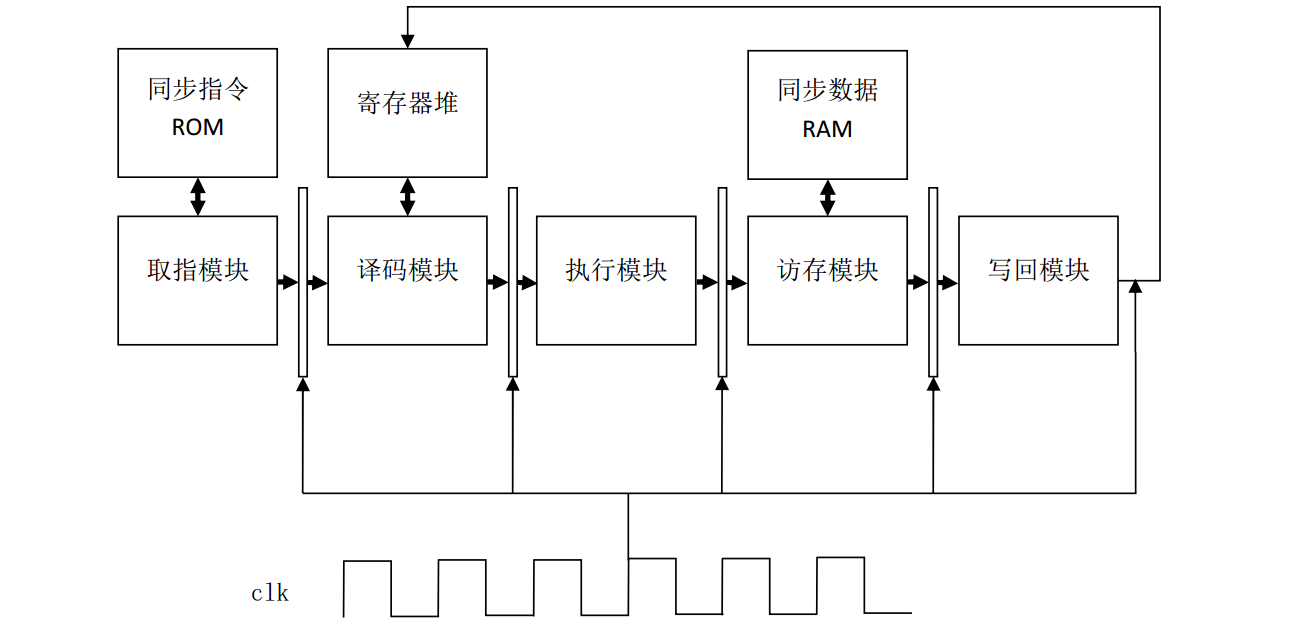 同步指令
ROM
寄存器堆
同步数据
RAM
取指模块
译码模块
执行模块
访存模块
写回模块
clk